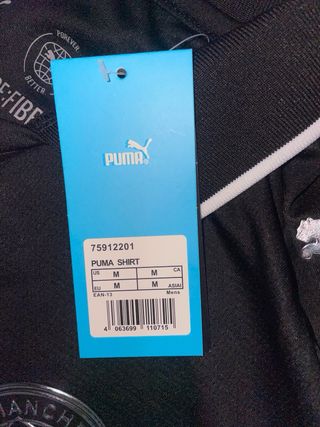 FOREVER
BETTER
E-FIBE
PUMA
75912201
PUMA SHIRT
US M M CA
EU M M ASIA
EAN-13 Mens
4 063699 110715
MANCHE